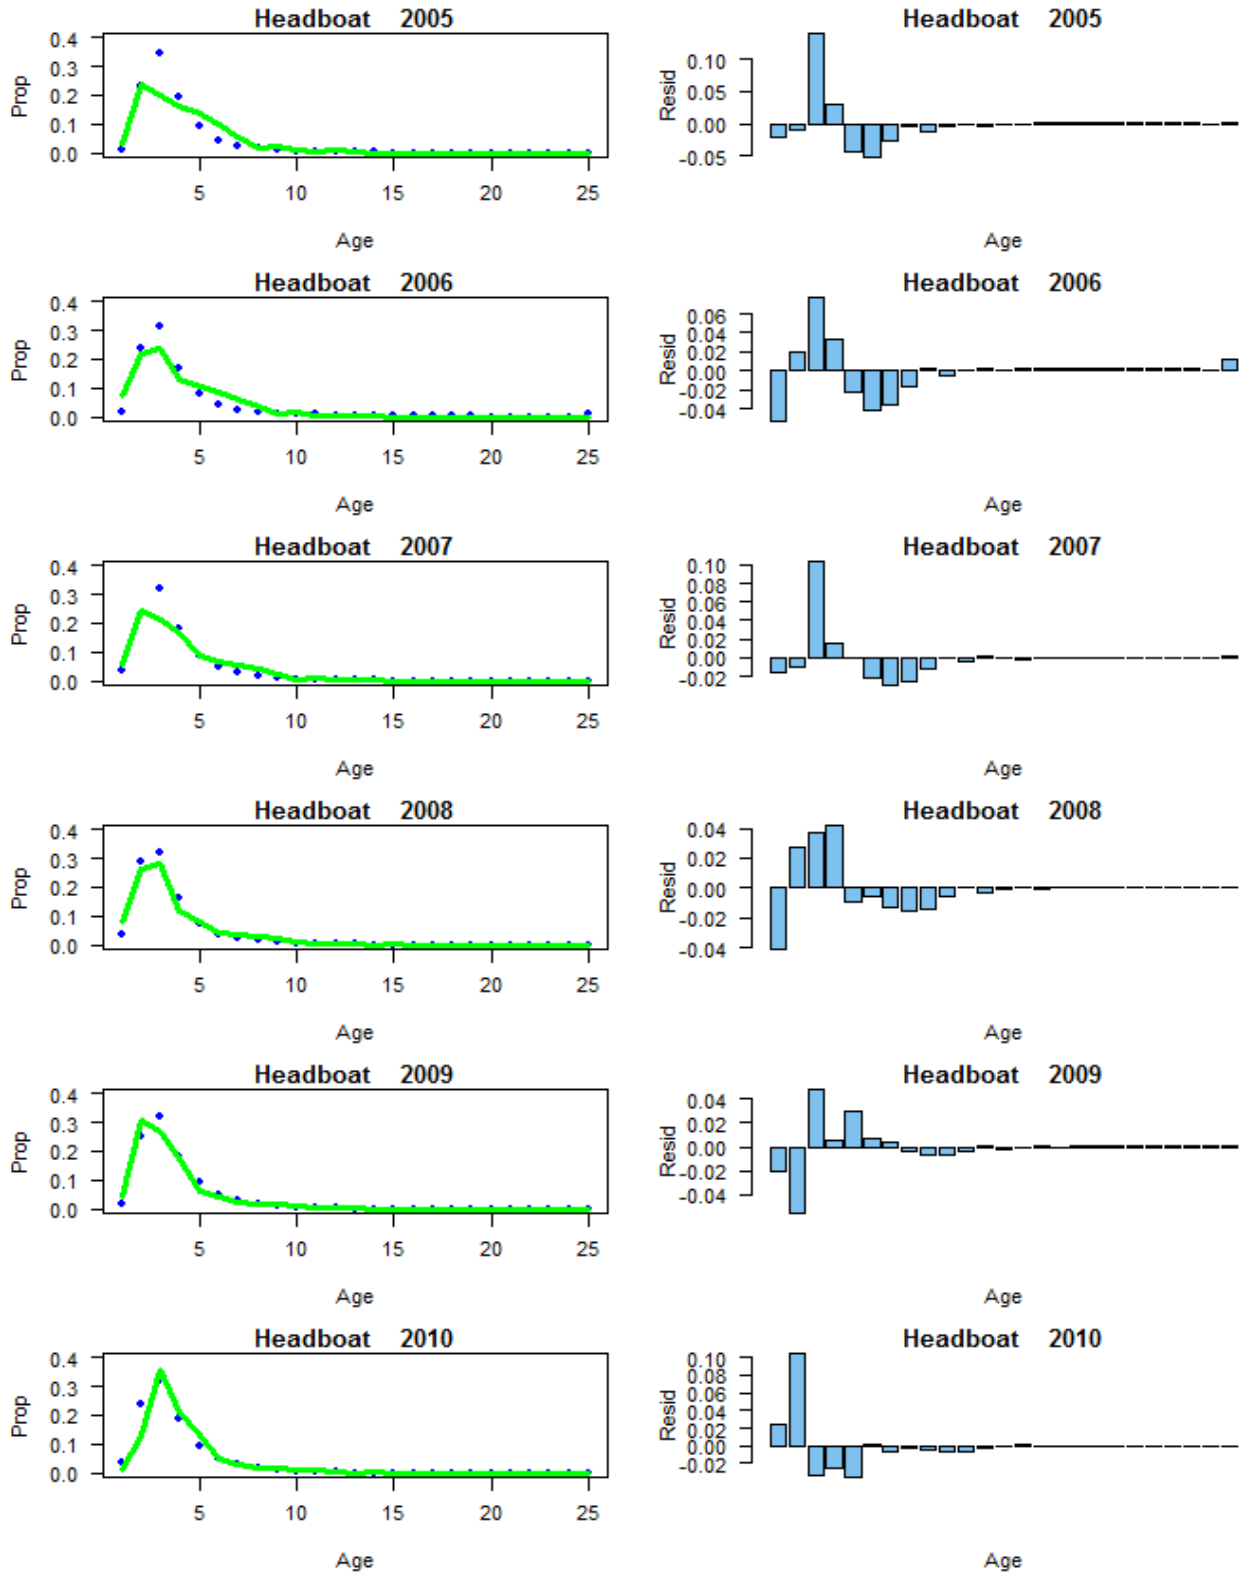 Headboat 2005
Prop
0.4
0.3
0.2
0.1
0.0
5 10 15 20 25
Age
Headboat 2005
Resid
0.10
0.05
0.00
-0.05
Age
Headboat 2006
Prop
0.4
0.3
0.2
0.1
0.0
5 10 15 20 25
Age
Headboat 2006
Resid
0.06
0.04
0.02
0.00
-0.02
-0.04
Age
Headboat 2007
Prop
0.4
0.3
0.2
0.1
0.0
5 10 15 20 25
Age
Headboat 2007
Resid
0.10
0.08
0.06
0.04
0.02
0.00
-0.02
Age
Headboat 2008
Prop
0.4
0.3
0.2
0.1
0.0
5 10 15 20 25
Age
Headboat 2008
Resid
0.04
0.02
0.00
-0.02
-0.04
Age
Headboat 2009
Prop
0.4
0.3
0.2
0.1
0.0
5 10 15 20 25
Age
Headboat 2009
Resid
0.04
0.02
0.00
-0.02
-0.04
Age
Headboat 2010
Prop
0.4
0.3
0.2
0.1
0.0
5 10 15 20 25
Age
Headboat 2010
Resid
0.10
0.08
0.06
0.04
0.02
0.00
-0.02
Age